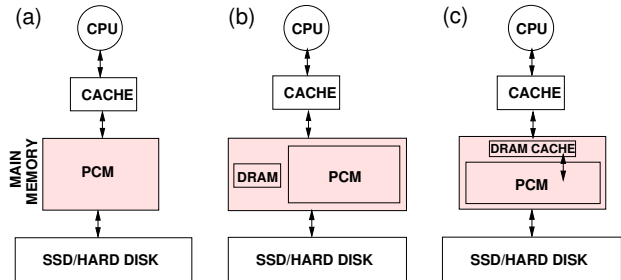 (a)
CPU
CACHE
MAIN
MEMORY
PCM
SSD/HARD DISK
(b)
CPU
CACHE
DRAM
PCM
SSD/HARD DISK
(c)
CPU
CACHE
DRAM CACHE
PCM
SSD/HARD DISK